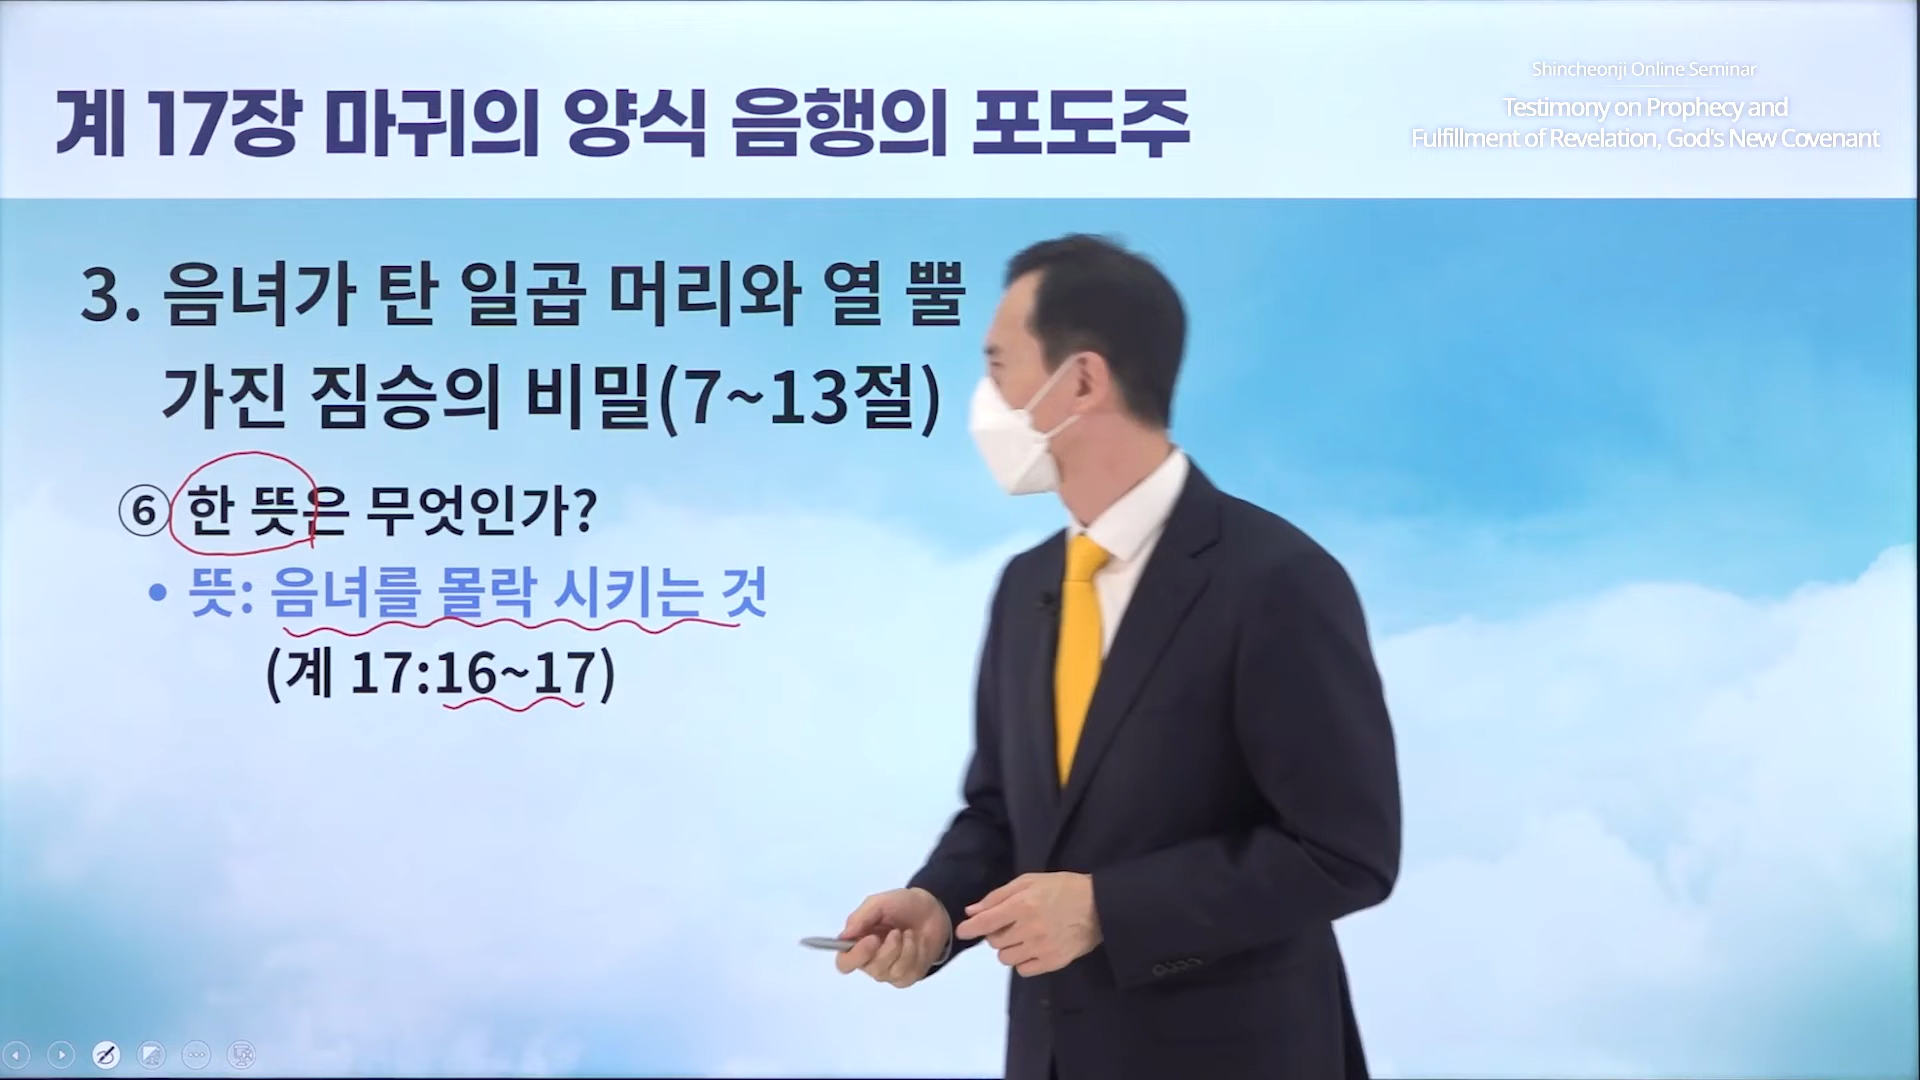 계 17장 마귀의 양식 음행의 포도주
Shincheonji Online Seminar
Testimony on Prophecy and
Fulfillment of Revelation, God's New Covenant
3. 음녀가 탄 일곱 머리와 열 뿔
가진 짐승의 비밀(7~13절)
⑥ 한 뜻은 무엇인가?
• 뜻: 음녀를 몰락 시키는 것
(계 17:16~17)